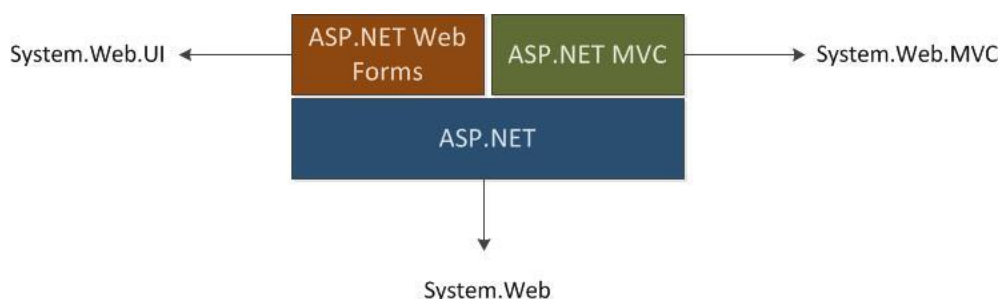 System.Web.UI
ASP.NET Web
Forms
ASP.NET MVC
System.Web.MVC
ASP.NET
System.Web